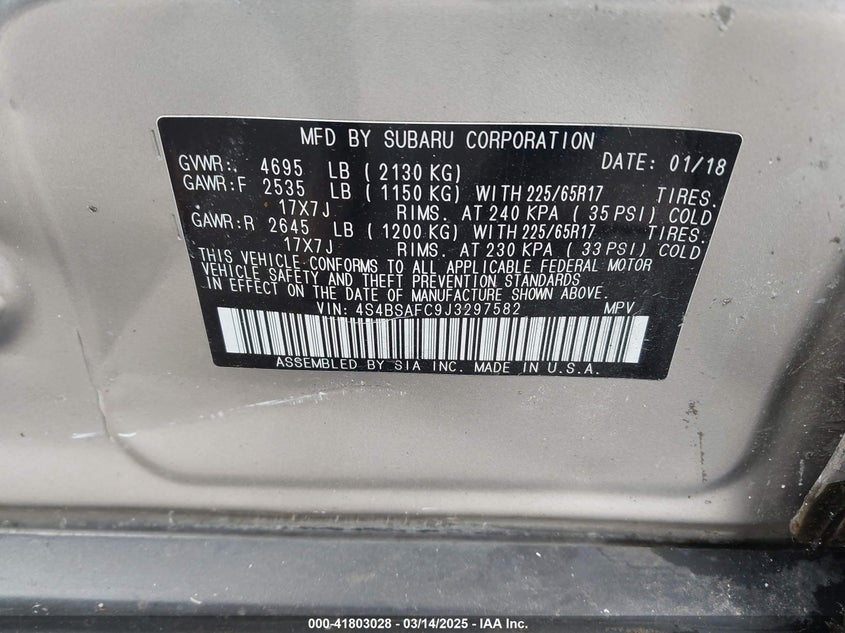 MFD BY SUBARU CORPORATION
GVWR: 4695 LB ( 2130 KG) DATE: 01/18
GAWR:F 2535 LB ( 1150 KG) WITH 225/65R17 TIRES.
17X7J RIMS. AT 240 KPA ( 35 PSI) COLD
GAWR:R 2645 LB ( 1200 KG) WITH 225/65R17 TIRES.
17X7J RIMS. AT 230 KPA ( 33 PSI) COLD
THIS VEHICLE CONFORMS TO ALL APPLICABLE FEDERAL MOTOR
VEHICLE SAFETY AND THEFT PREVENTION STANDARDS
IN EFFECT ON THE DATE OF MANUFACTURE SHOWN ABOVE.
VIN: 4S4BSAFC9J3297582 MPV
ASSEMBLED BY SIA INC. MADE IN U.S.A.
000-41803028 - 03/14/2025 - IAA Inc.